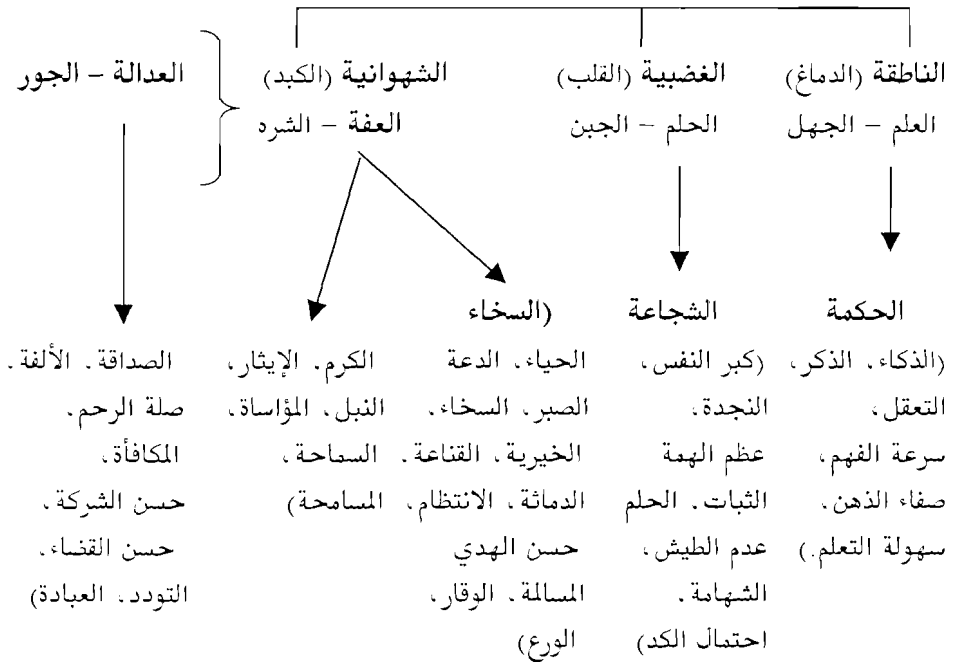 الناطقة (الدماغ)
العلم – الجهل
الغضبية (القلب)
الحلم – الجبن
الشهوانية (الكبد)
العفة – الشره
العدالة – الجور
الحكمة
(الذكاء، الذكر،
التعقل،
سرعة الفهم،
صفاء الذهن،
سهولة التعلم.)
الشجاعة
(كبر النفس،
النجدة،
عظم الهمة
الثبات، الحلم
عدم الطيش،
الشهامة،
احتمال الكد)
(السخاء
الحياء، الدعة
الصبر، السخاء،
الخيرية، القناعة،
الدماثة، الانتظام،
حسن الهدي
المسالمة، الوقار،
الورع)
الكرم، الإيثار،
النبل، المؤاساة،
السماحة،
المسامحة)
الصداقة، الألفة،
صلة الرحم،
المكافأة،
حسن الشركة،
حسن القضاء،
التودد، العبادة)